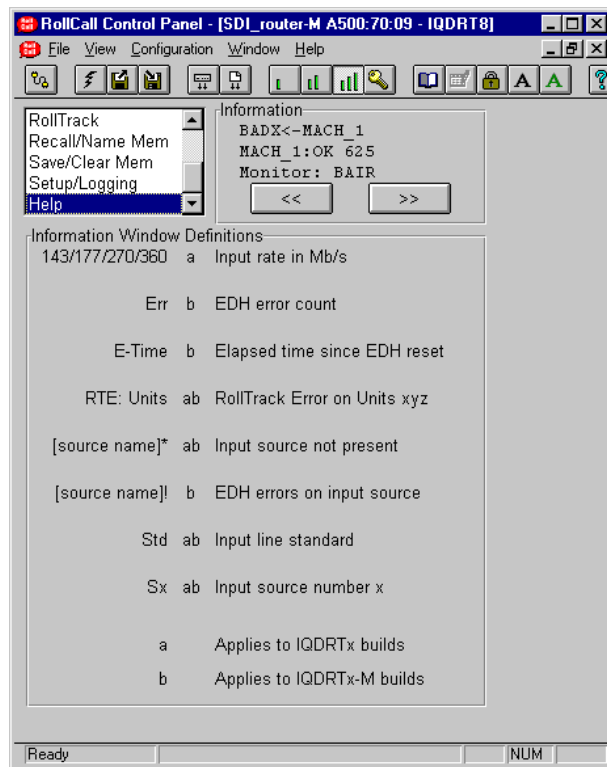 RollCall Control Panel - [SDI_router-M A500:70:09 - IQDRT8]
File View Configuration Window Help
A A ?
RollTrack
Recall/Name Mem
Save/Clear Mem
Setup/Logging
Help
Information
BADX<-MACH_1
MACH_1:OK 625
Monitor: BAIR
<< >>
Information Window Definitions
143/177/270/360 a Input rate in Mb/s
Err b EDH error count
E-Time b Elapsed time since EDH reset
RTE: Units ab RollTrack Error on Units xyz
[source name]* ab Input source not present
[source name]! b EDH errors on input source
Std ab Input line standard
Sx ab Input source number x
a Applies to IQDRTx builds
b Applies to IQDRTx-M builds
Ready NUM